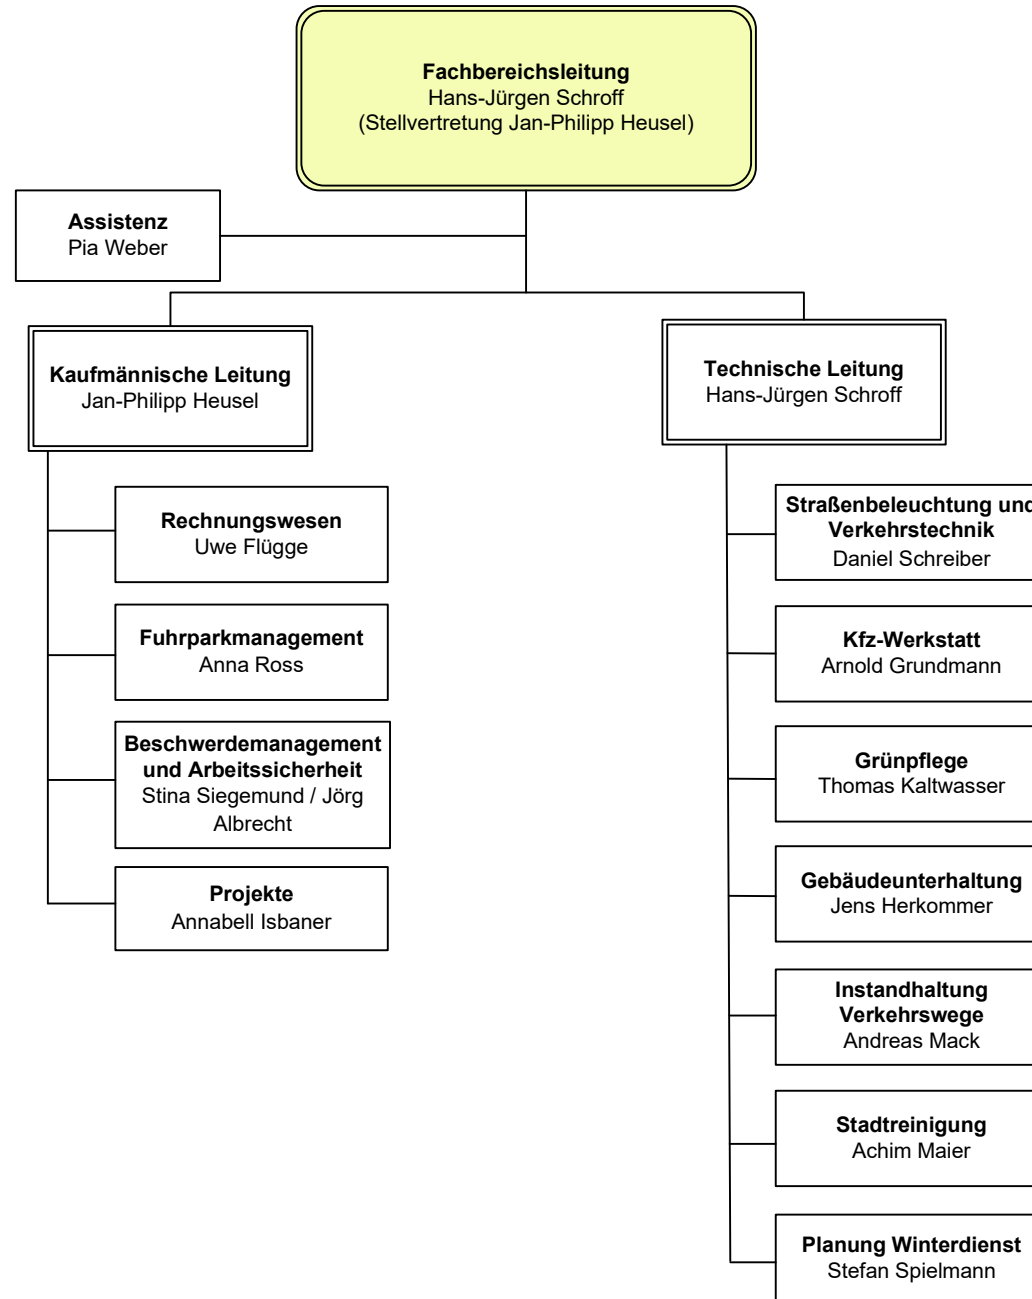 Fachbereichsleitung
Hans-Jürgen Schroff
(Stellvertretung Jan-Philipp Heusel)
Assistenz
Pia Weber
Kaufmännische Leitung
Jan-Philipp Heusel
Rechnungswesen
Uwe Flügge
Fuhrparkmanagement
Anna Ross
Beschwerdemanagement
und Arbeitssicherheit
Stina Siegemund / Jörg
Albrecht
Projekte
Annabell Isbaner
Technische Leitung
Hans-Jürgen Schroff
Straßenbeleuchtung und
Verkehrstechnik
Daniel Schreiber
Kfz-Werkstatt
Arnold Grundmann
Grünpflege
Thomas Kaltwasser
Gebäudeunterhaltung
Jens Herkommer
Instandhaltung
Verkehrswege
Andreas Mack
Stadtreinigung
Achim Maier
Planung Winterdienst
Stefan Spielmann